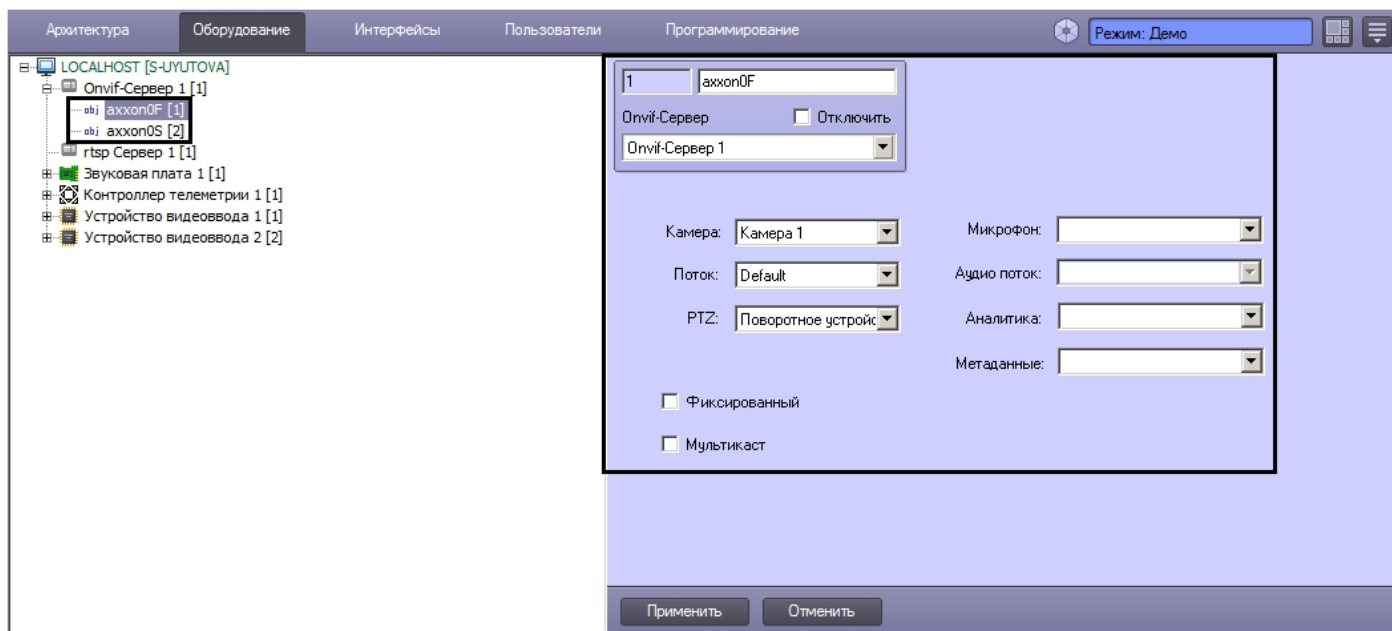 Архитектура Оборудование Интерфейсы Пользователи Программирование Режим: Демо
LOCALHOST [S-UYUTOVA]
Onvif-Сервер 1 [1]
obj axxon0F [1]
obj axxon0S [2]
rtsp Сервер 1 [1]
Звуковая плата 1 [1]
Контроллер телеметрии 1 [1]
Устройство видеоввода 1 [1]
Устройство видеоввода 2 [2]
1 axxon0F
Onvif-Сервер Отключить
Onvif-Сервер 1
Камера: Камера 1 Микрофон:
Поток: Default Аудио поток:
PTZ: Поворотное устройс Аналитика:
Метаданные:
Фиксированный
Мультикаст
Применить Отменить